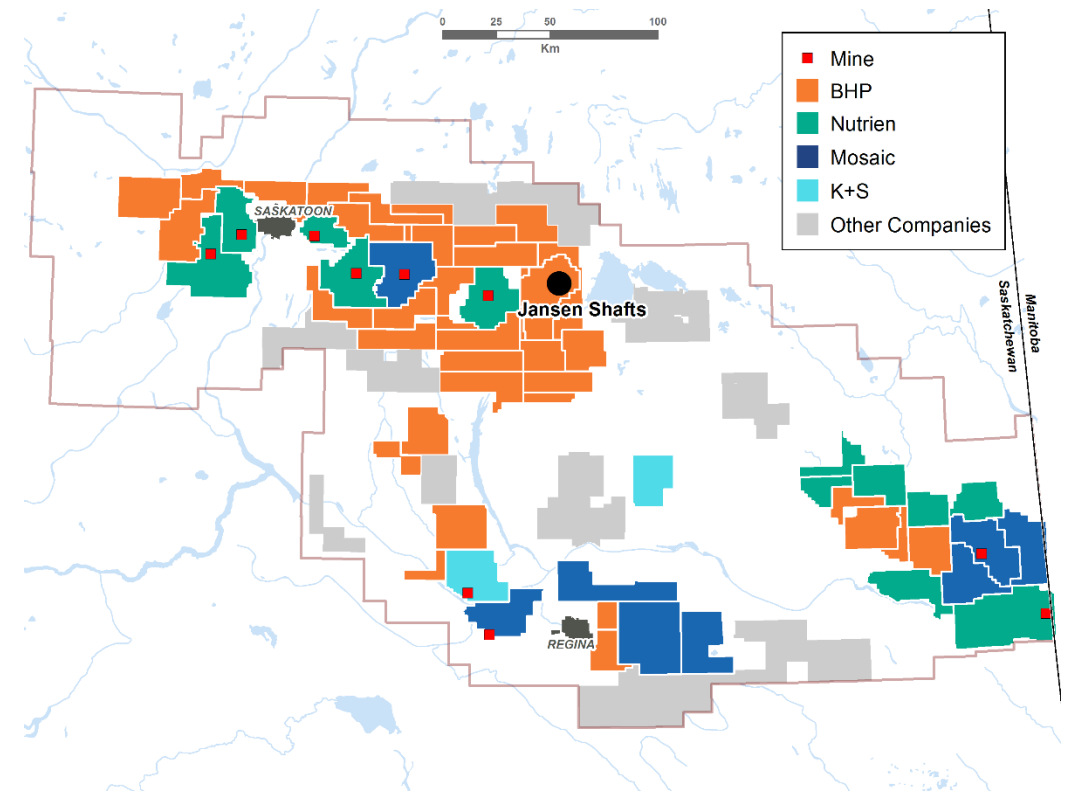 0 25 50 100
Km
Mine
BHP
Nutrien
Mosaic
K+S
Other Companies
SASKATOON
Jansen Shafts
Manitoba
Saskatchewan
REGINA